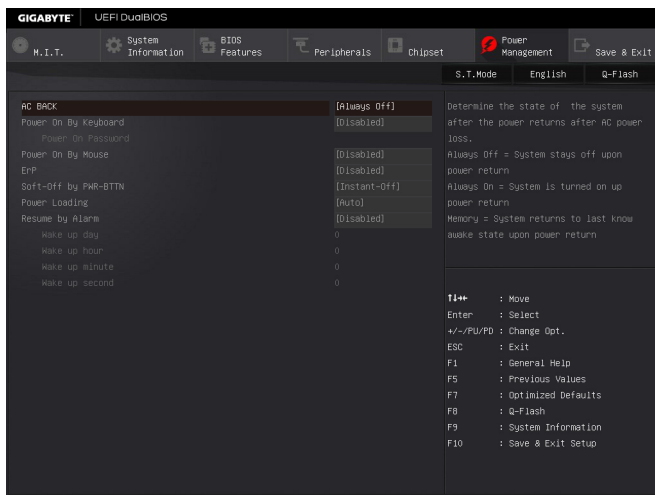 GIGABYTE™ UEFI DualBIOS
M.I.T. System Information BIOS Features Peripherals Chipset Power Management Save & Exit
S.T.Mode English Q-Flash
AC BACK [Always Off]
Power On By Keyboard [Disabled]
Power On Password
Power On By Mouse [Disabled]
ErP [Disabled]
Soft-Off by PWR-BTTN [Instant-Off]
Power Loading [Auto]
Resume by Alarm [Disabled]
Wake up day 0
Wake up hour 0
Wake up minute 0
Wake up second 0
Determine the state of the system
after the power returns after AC power
loss.
Always Off = System stays off upon
power return
Always On = System is turned on up
power return
Memory = System returns to last know
awake state upon power return
↑↓→← : Move
Enter : Select
+/-/PU/PD : Change Opt.
ESC : Exit
F1 : General Help
F5 : Previous Values
F7 : Optimized Defaults
F8 : Q-Flash
F9 : System Information
F10 : Save & Exit Setup